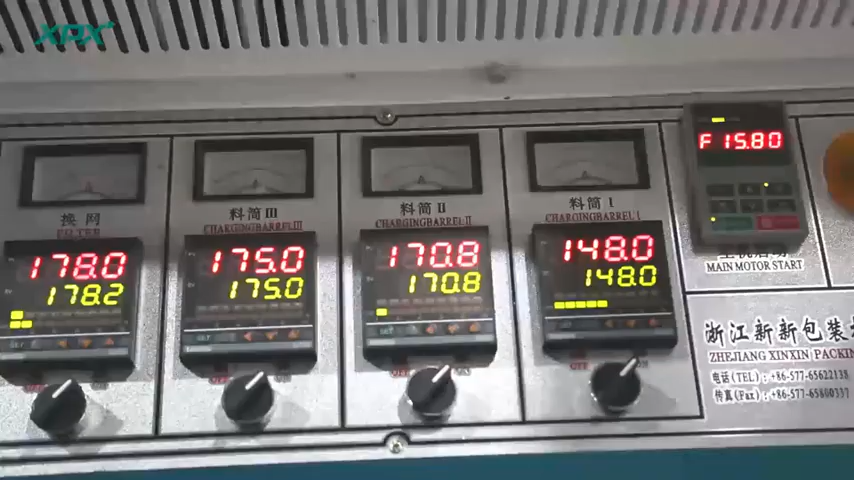 XPX
换网
FILTER
178.0
178.2
料筒III
CHARGINGBARREL III
175.0
175.0
料筒II
CHARGINGBARREL II
170.8
170.8
料筒I
CHARGINGBARREL I
148.0
148.0
F 15.80
MAIN MOTOR START
浙江新新包装
ZHEJIANG XINXIN PACKIN
电话(TEL):+86-577-65622138
传真(Fax):+86-577-65800337